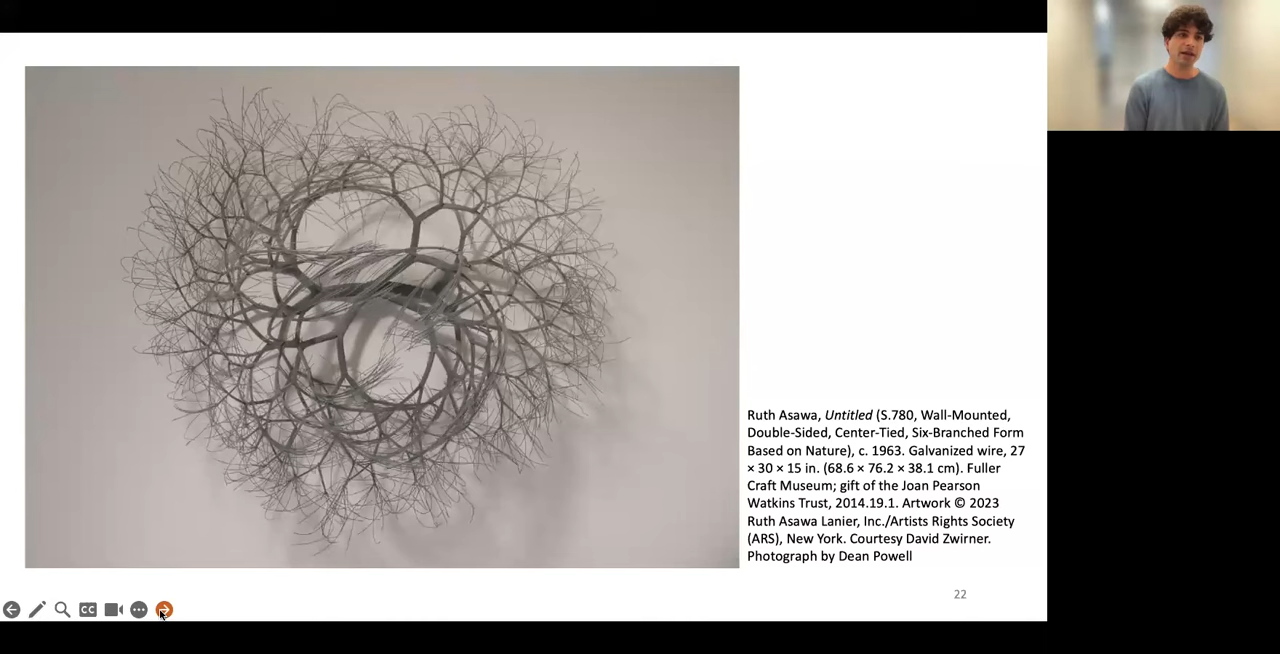 Ruth Asawa, Untitled (S.780, Wall-Mounted,
Double-Sided, Center-Tied, Six-Branched Form
Based on Nature), c. 1963. Galvanized wire, 27
× 30 × 15 in. (68.6 × 76.2 × 38.1 cm). Fuller
Craft Museum; gift of the Joan Pearson
Watkins Trust, 2014.19.1. Artwork © 2023
Ruth Asawa Lanier, Inc./Artists Rights Society
(ARS), New York. Courtesy David Zwirner.
Photograph by Dean Powell
22
CC